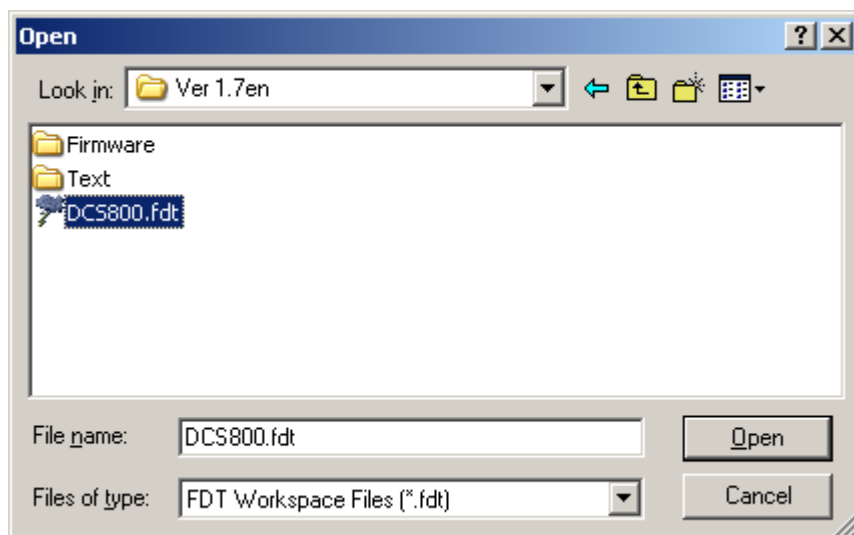 Open
Look in: Ver 1.7en
Firmware
Text
DCS800.fdt
File name: DCS800.fdt Open
Files of type: FDT Workspace Files (*.fdt) Cancel